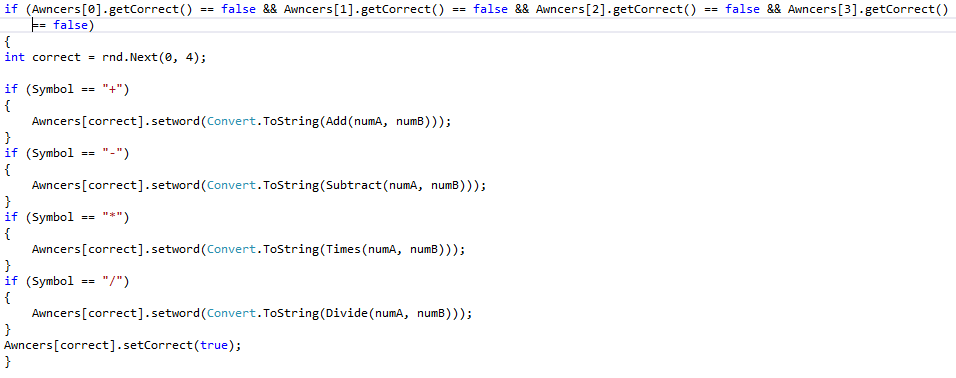 if (Awncers[0].getCorrect() == false && Awncers[1].getCorrect() == false && Awncers[2].getCorrect() == false && Awncers[3].getCorrect()
    == false)
{
int correct = rnd.Next(0, 4);

if (Symbol == "+")
{
    Awncers[correct].setword(Convert.ToString(Add(numA, numB)));
}
if (Symbol == "-")
{
    Awncers[correct].setword(Convert.ToString(Subtract(numA, numB)));
}
if (Symbol == "*")
{
    Awncers[correct].setword(Convert.ToString(Times(numA, numB)));
}
if (Symbol == "/")
{
    Awncers[correct].setword(Convert.ToString(Divide(numA, numB)));
}
Awncers[correct].setCorrect(true);
}